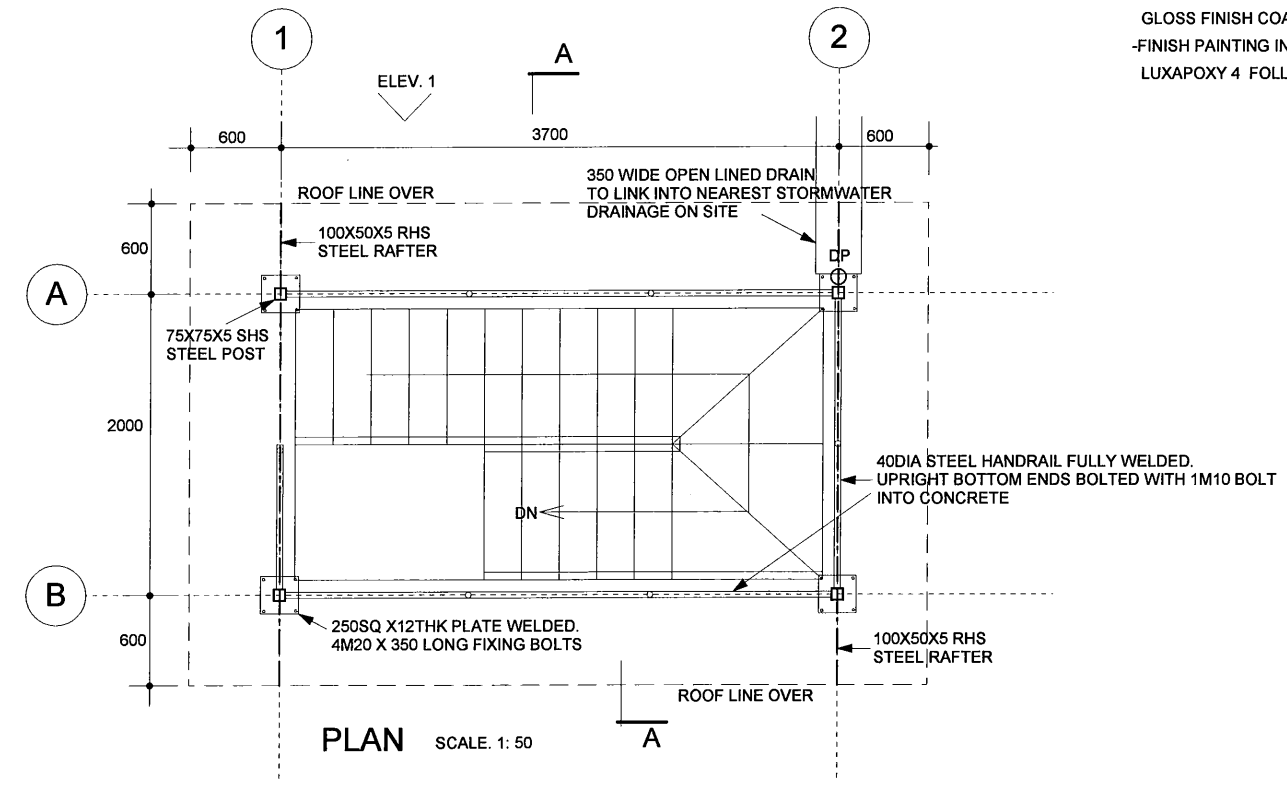 GLOSS FINISH COA
-FINISH PAINTING IN
LUXAPOXY 4 FOLL
1
2
A
ELEV. 1
600
3700
600
350 WIDE OPEN LINED DRAIN
TO LINK INTO NEAREST STORMWATER
DRAINAGE ON SITE
ROOF LINE OVER
100X50X5 RHS
STEEL RAFTER
600
DP
A
75X75X5 SHS
STEEL POST
2000
40DIA STEEL HANDRAIL FULLY WELDED.
UPRIGHT BOTTOM ENDS BOLTED WITH 1M10 BOLT
INTO CONCRETE
DN
B
250SQ X12THK PLATE WELDED.
4M20 X 350 LONG FIXING BOLTS
600
100X50X5 RHS
STEEL RAFTER
ROOF LINE OVER
A
PLAN SCALE. 1: 50